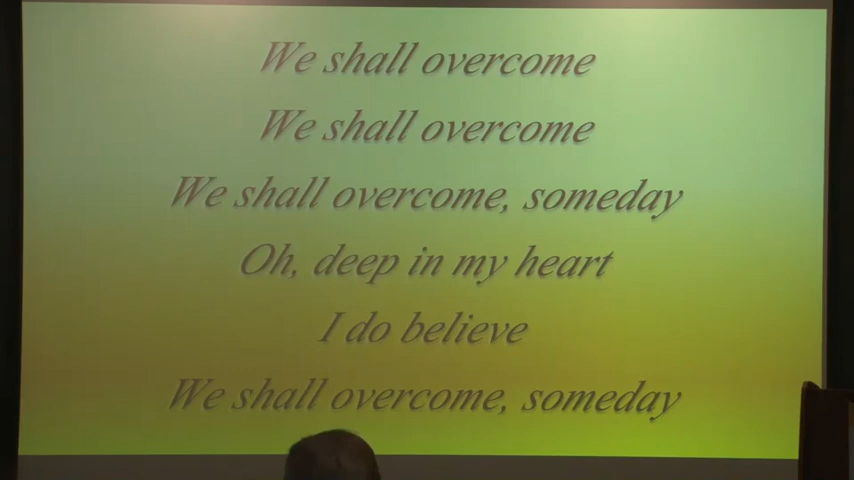 We shall overcome
We shall overcome
We shall overcome, someday
Oh, deep in my heart
I do believe
We shall overcome, someday